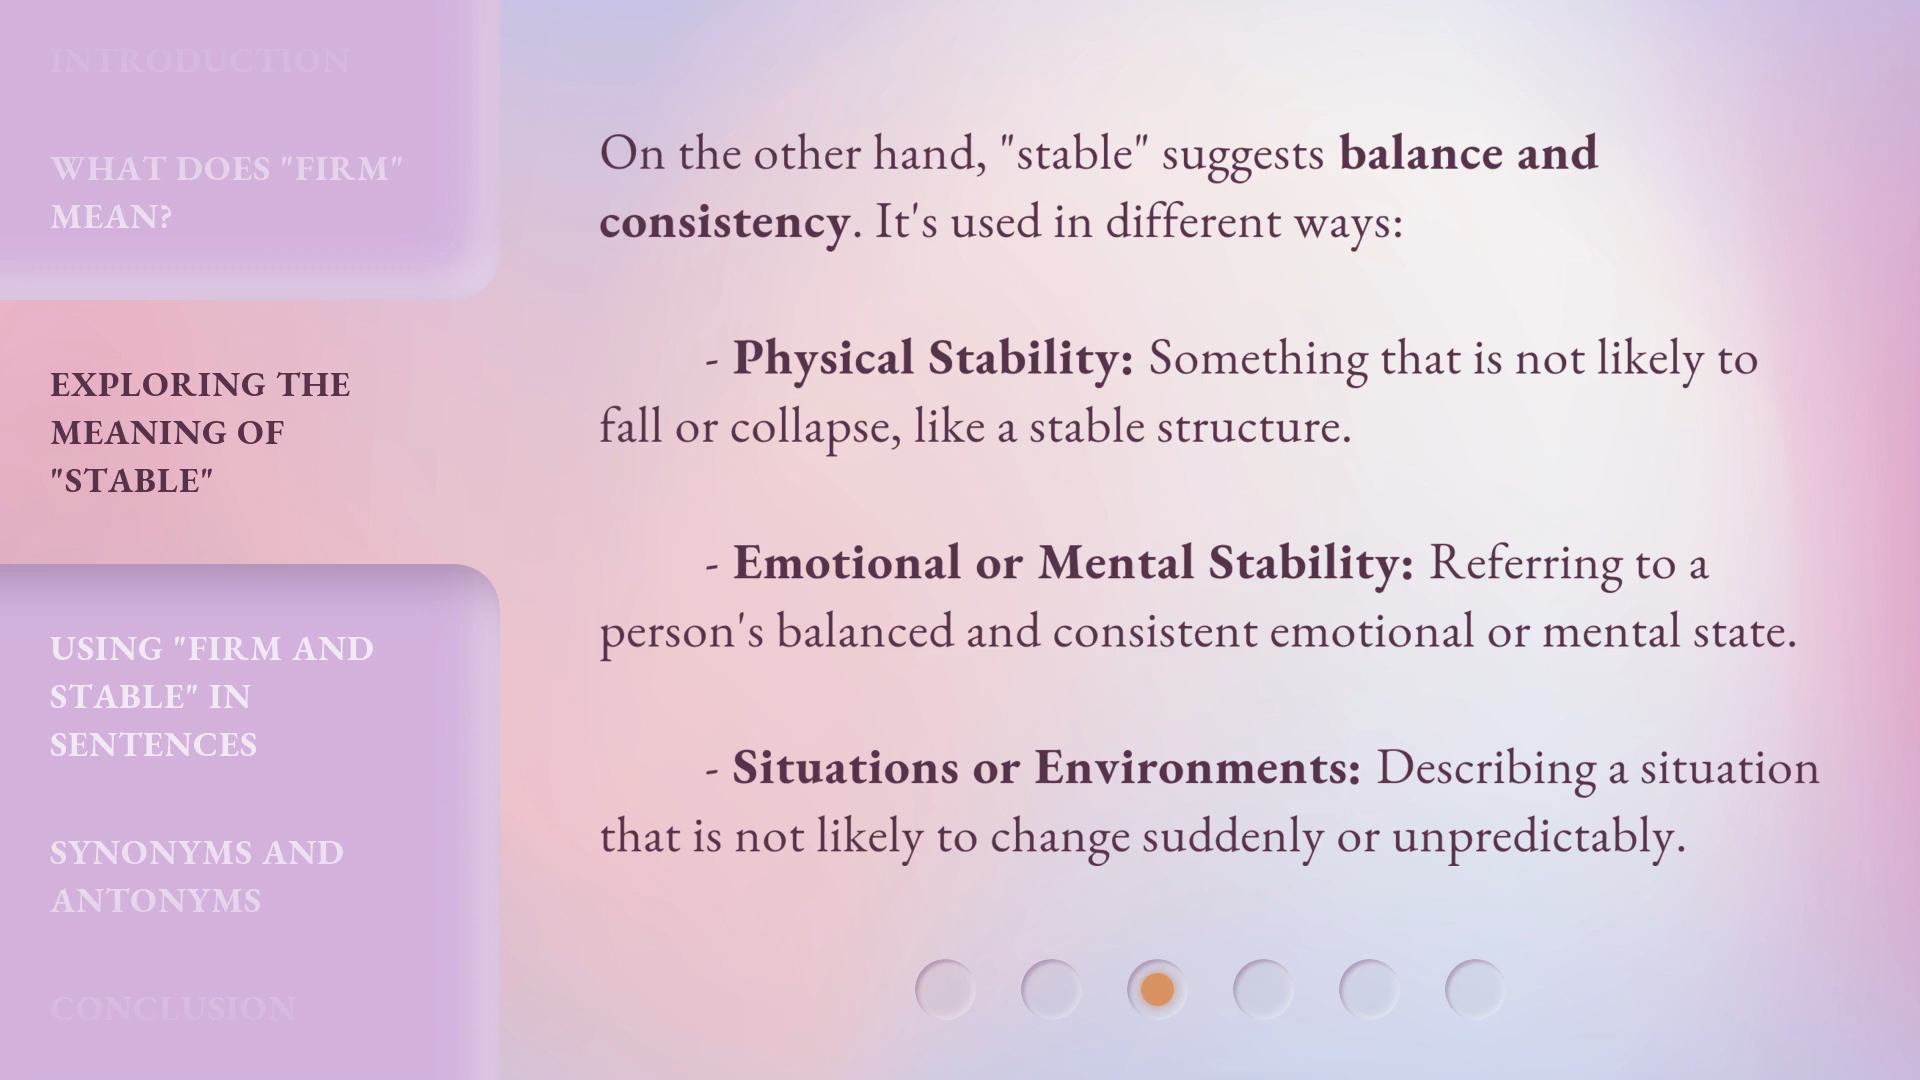 INTRODUCTION
WHAT DOES "FIRM"
MEAN?
EXPLORING THE
MEANING OF
"STABLE"
USING "FIRM AND
STABLE" IN
SENTENCES
SYNONYMS AND
ANTONYMS
CONCLUSION
On the other hand, "stable" suggests balance and
consistency. It's used in different ways:
- Physical Stability: Something that is not likely to
fall or collapse, like a stable structure.
- Emotional or Mental Stability: Referring to a
person's balanced and consistent emotional or mental state.
- Situations or Environments: Describing a situation
that is not likely to change suddenly or unpredictably.